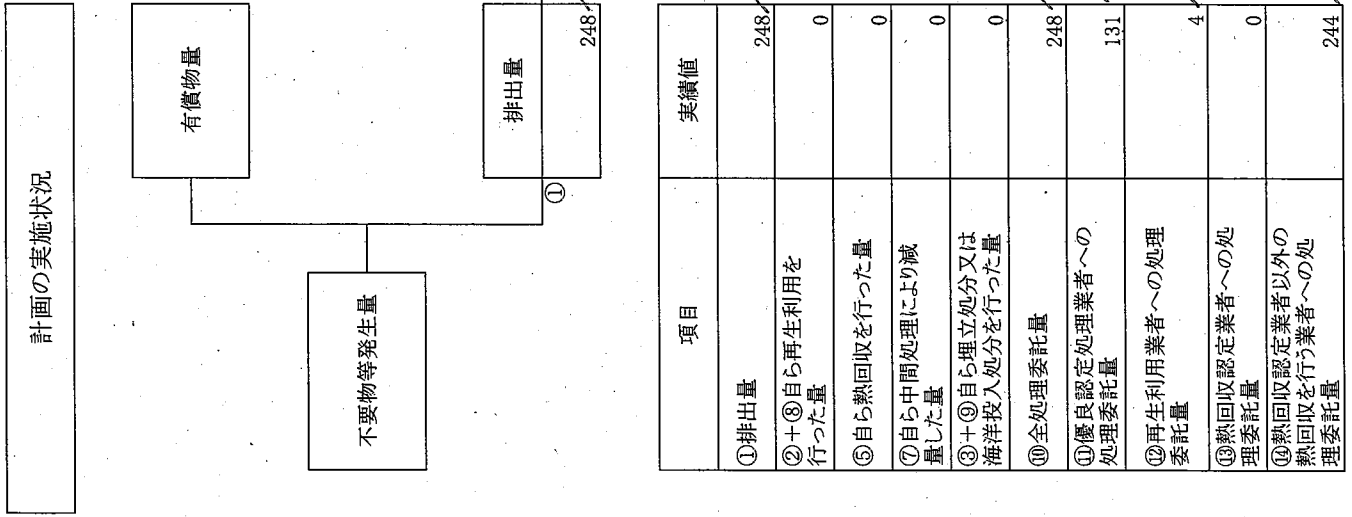 計画の実施状況
有償物量
不要物等発生量
①
排出量
248
項目
実績値
①排出量
248
②+⑧自ら再生利用を
行った量
0
⑤自ら熱回収を行った量
0
⑦自ら中間処理により減
量した量
0
③+⑨自ら埋立処分又は
海洋投入処分を行った量
0
⑩全処理委託量
248
⑪優良認定処理業者への
処理委託量
131
⑫再生利用業者への処理
委託量
4
⑬熱回収認定業者への処
理委託量
0
⑭熱回収認定業者以外の
熱回収を行う業者への処
理委託量
244